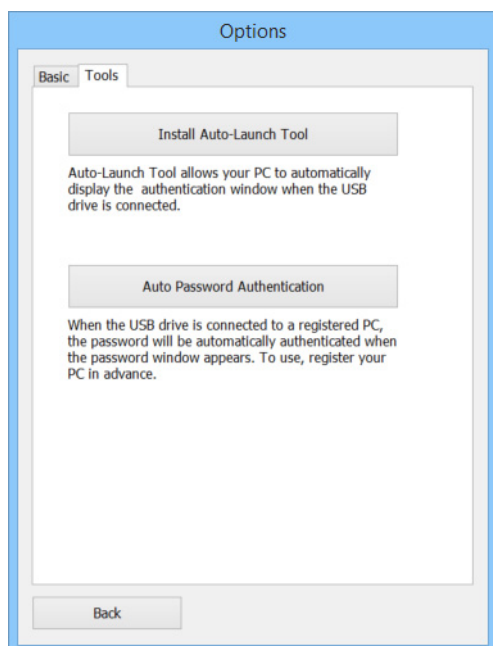 Options
Basic Tools
Install Auto-Launch Tool
Auto-Launch Tool allows your PC to automatically
display the authentication window when the USB
drive is connected.
Auto Password Authentication
When the USB drive is connected to a registered PC,
the password will be automatically authenticated when
the password window appears. To use, register your
PC in advance.
Back